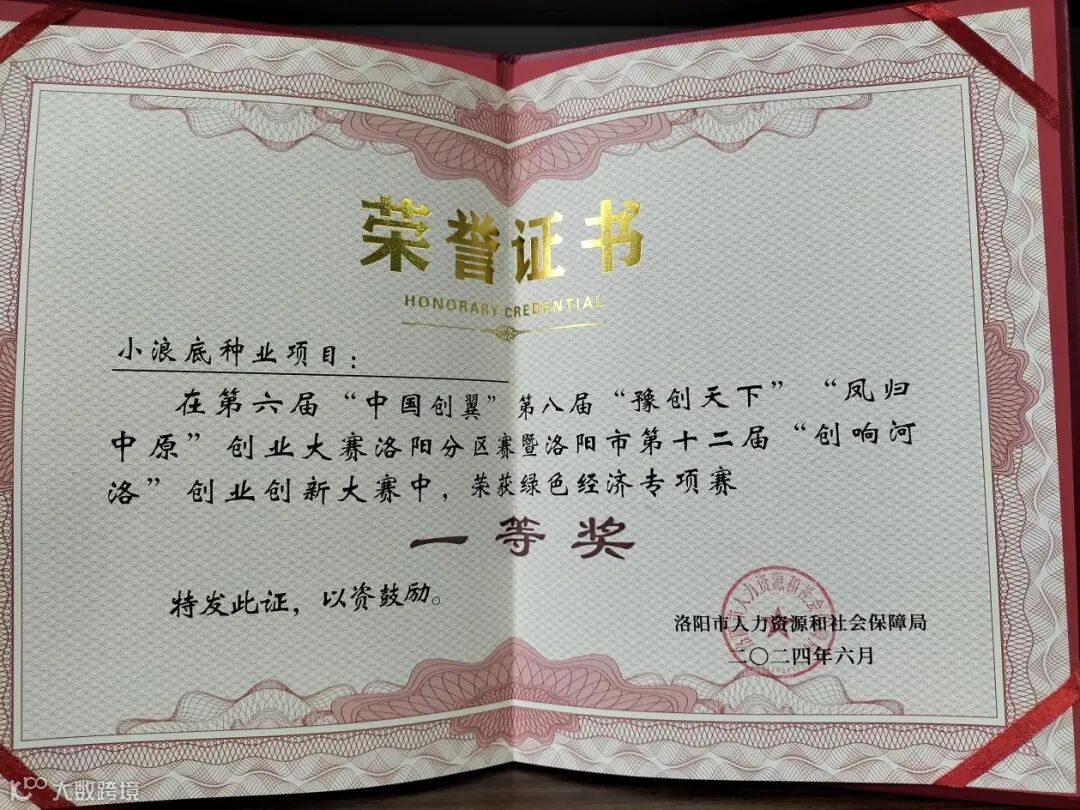 荣誉证书
HONORARY CREDENTIAL
小浪底种业项目：
在第六届“中国创翼”第八届“豫创天下”“凤归
中原”创业大赛洛阳分区赛暨洛阳市第十二届“创响河
洛”创业创新大赛中，荣获绿色经济专项赛
一等奖
特发此证，以资鼓励。
洛阳市人力资源和社会保障局
二〇二四年六月
大数跨境